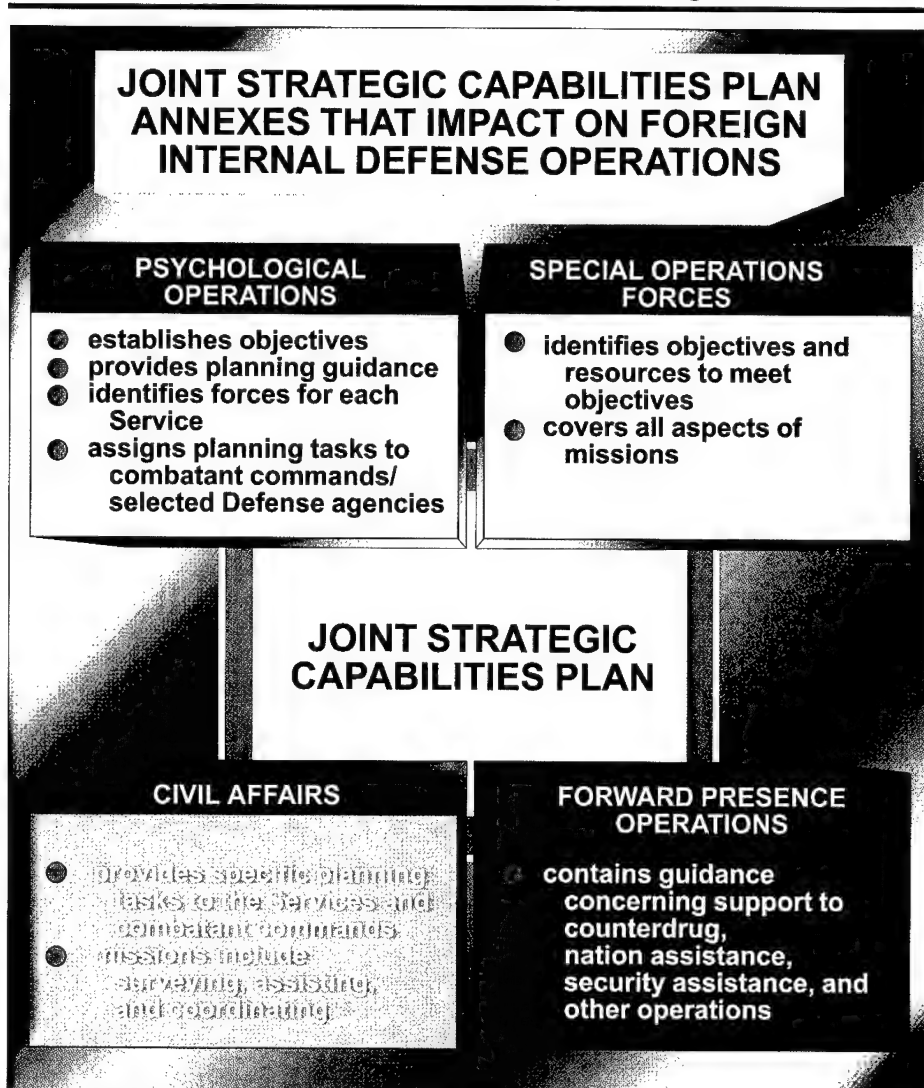 JOINT STRATEGIC CAPABILITIES PLAN
ANNEXES THAT IMPACT ON FOREIGN
INTERNAL DEFENSE OPERATIONS
PSYCHOLOGICAL
OPERATIONS
establishes objectives
provides planning guidance
identifies forces for each
Service
assigns planning tasks to
combatant commands/
selected Defense agencies
SPECIAL OPERATIONS
FORCES
identifies objectives and
resources to meet
objectives
covers all aspects of
missions
JOINT STRATEGIC
CAPABILITIES PLAN
CIVIL AFFAIRS
provides specific planning
tasks to the Services and
combatant commands
missions include
surveying, assisting,
and coordinating
FORWARD PRESENCE
OPERATIONS
contains guidance
concerning support to
counterdrug,
nation assistance,
security assistance, and
other operations